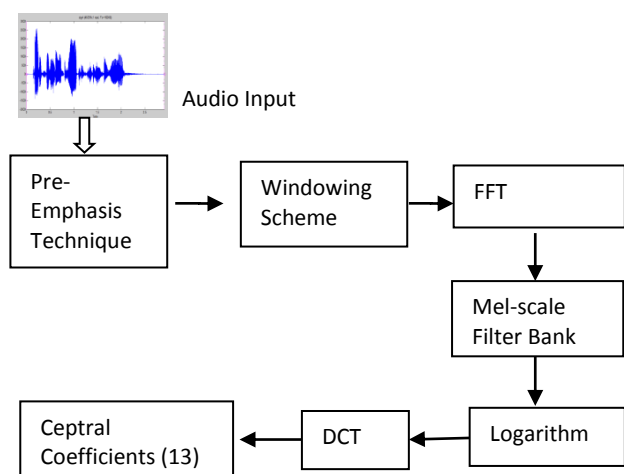 Audio Input
Pre-
Emphasis
Technique
Windowing
Scheme
FFT
Mel-scale
Filter Bank
Logarithm
DCT
Ceptral
Coefficients (13)